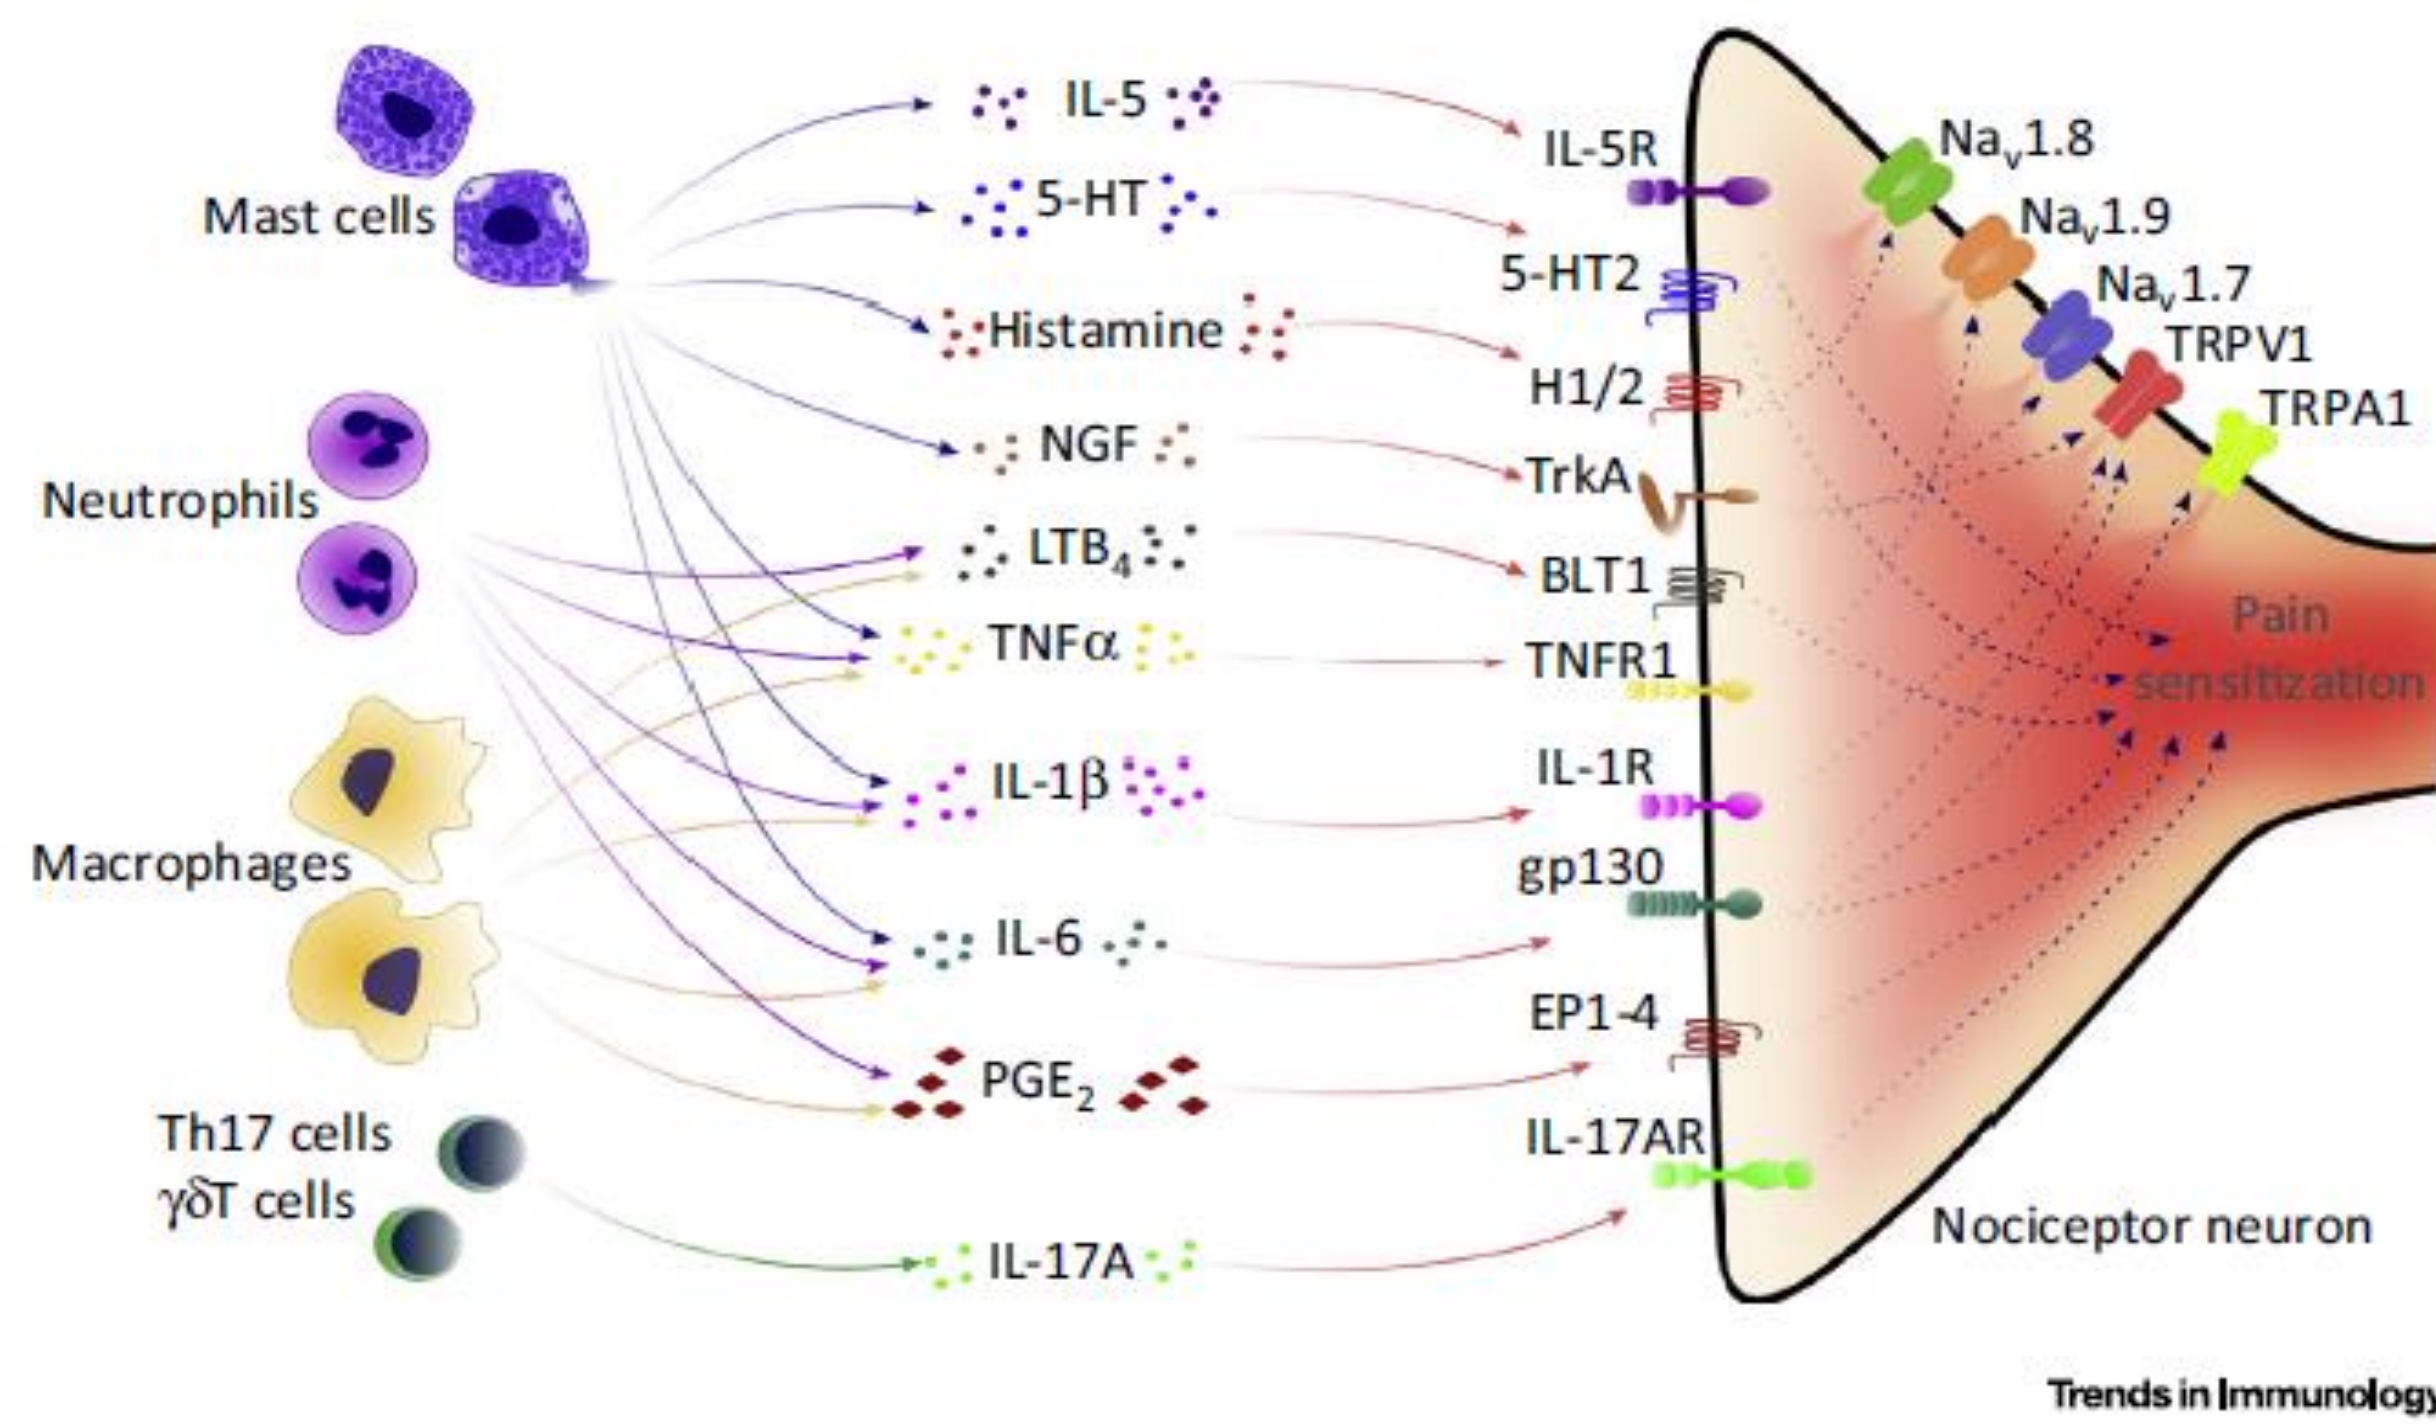 Mast cells
Neutrophils
Macrophages
Th17 cells
γδT cells
IL-5
5-HT
Histamine
NGF
LTB4
TNFα
IL-1β
IL-6
PGE2
IL-17A
IL-5R
5-HT2
H1/2
TrkA
BLT1
TNFR1
IL-1R
gp130
EP1-4
IL-17AR
Nav1.8
Nav1.9
Nav1.7
TRPV1
TRPA1
Pain
sensitization
Nociceptor neuron
Trends in Immunology